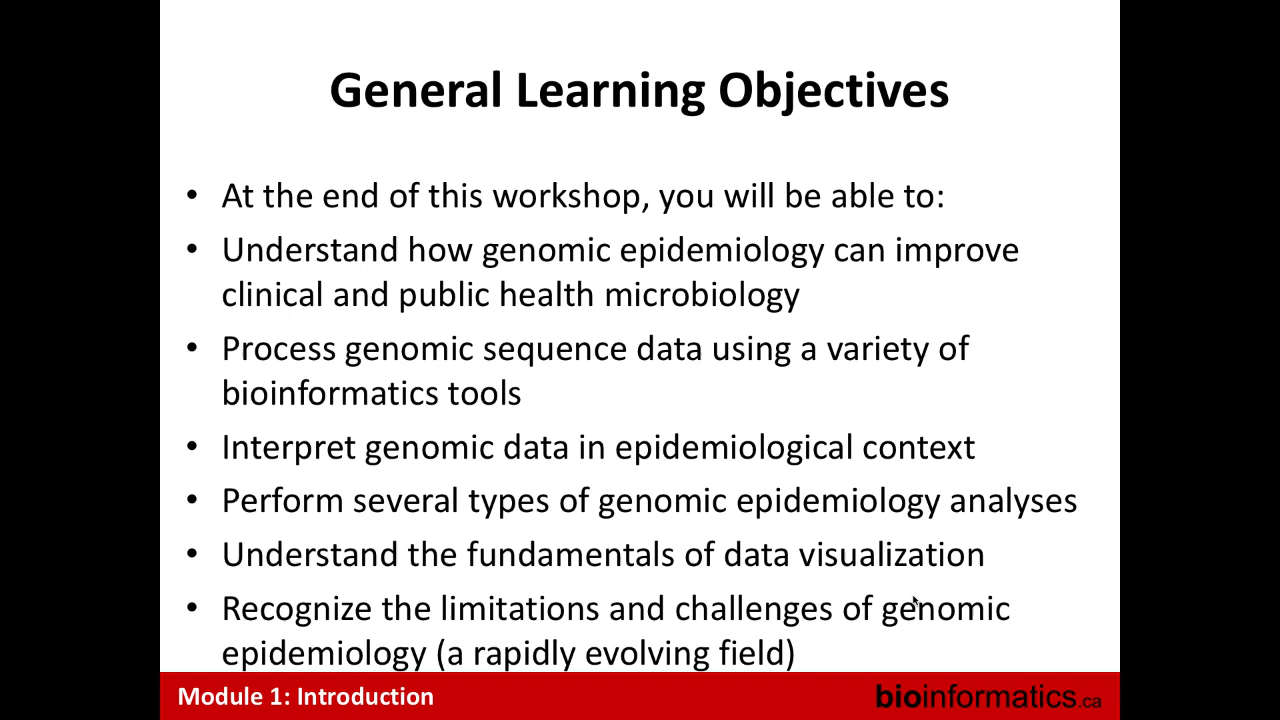 General Learning Objectives
• At the end of this workshop, you will be able to:
• Understand how genomic epidemiology can improve
clinical and public health microbiology
• Process genomic sequence data using a variety of
bioinformatics tools
• Interpret genomic data in epidemiological context
• Perform several types of genomic epidemiology analyses
• Understand the fundamentals of data visualization
• Recognize the limitations and challenges of genomic
epidemiology (a rapidly evolving field)
Module 1: Introduction
bioinformatics.ca